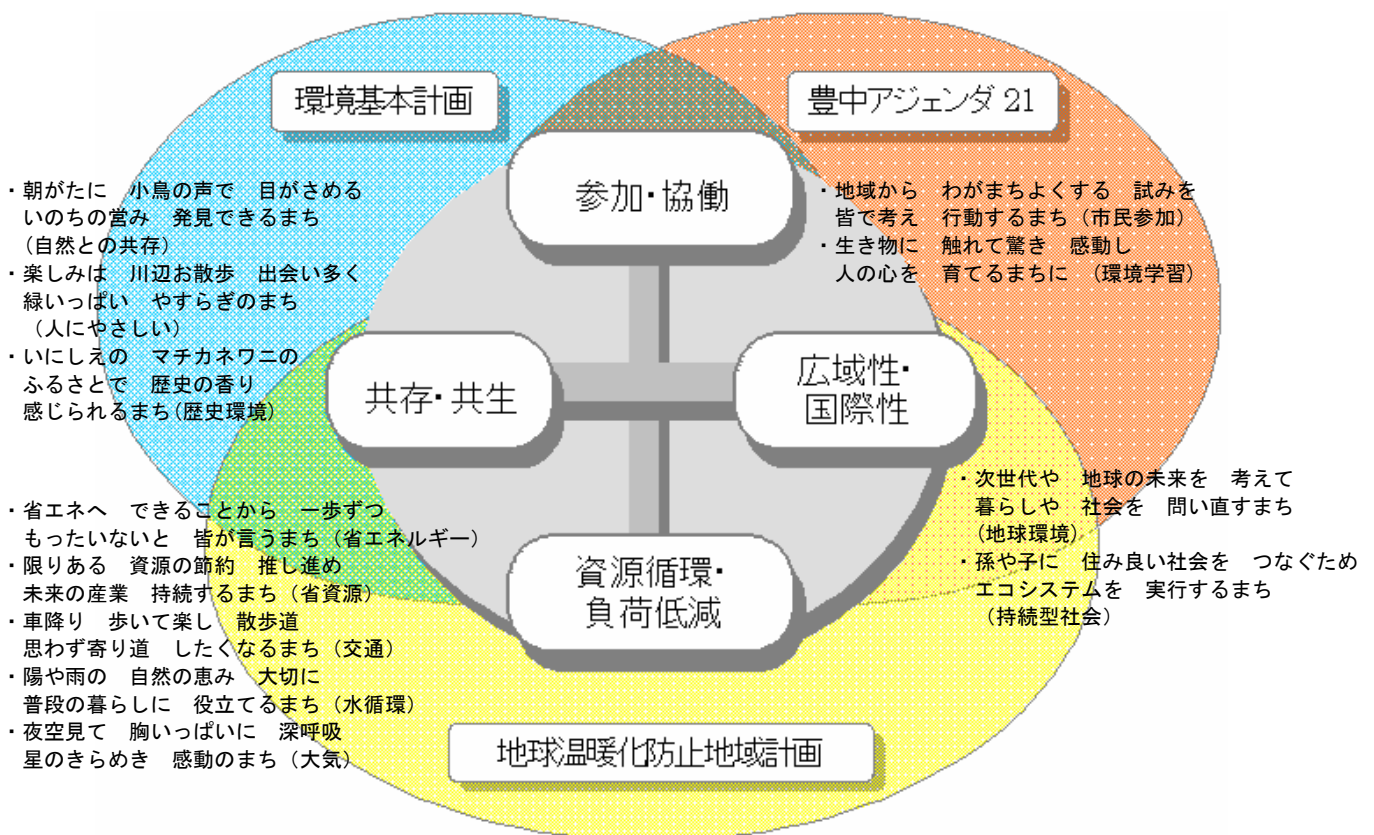 環境基本計画
豊中アジェンダ 21
参加・協働
・朝がたに　小鳥の声で　目がさめる
いのちの営み　発見できるまち
(自然との共存)
・楽しみは　川辺お散歩　出会い多く
緑いっぱい　やすらぎのまち
（人にやさしい）
・いにしえの　マチカネワニの
ふるさとで　歴史の香り
感じられるまち(歴史環境)
・地域から　わがまちよくする　試みを
皆で考え　行動するまち（市民参加）
・生き物に　触れて驚き　感動し
人の心を　育てるまちに　（環境学習）
共存・共生
広域性・
国際性
・省エネへ　できることから　一歩ずつ
もったいないと　皆が言うまち（省エネルギー）
・限りある　資源の節約　推し進め
未来の産業　持続するまち（省資源）
・車降り　歩いて楽し　散歩道
思わず寄り道　したくなるまち（交通）
・陽や雨の　自然の恵み　大切に
普段の暮らしに　役立てるまち（水循環）
・夜空見て　胸いっぱいに　深呼吸
星のきらめき　感動のまち（大気）
資源循環・
負荷低減
・次世代や　地球の未来を　考えて
暮らしや　社会を　問い直すまち
(地球環境)
・孫や子に　住み良い社会を　つなぐため
エコシステムを　実行するまち
（持続型社会）
地球温暖化防止地域計画